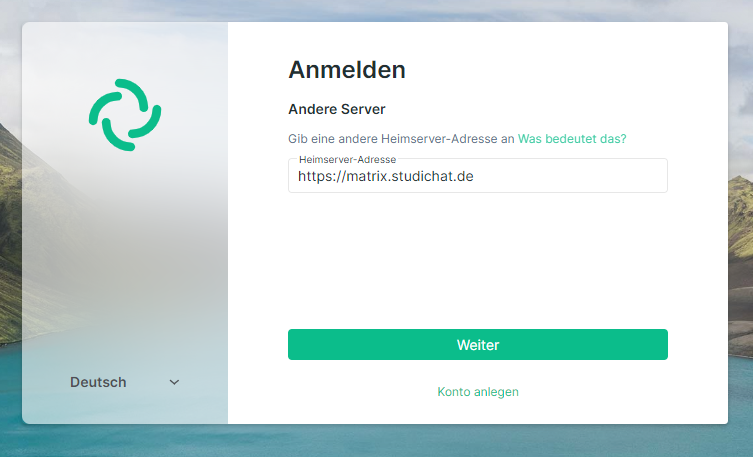 Anmelden
Andere Server
Gib eine andere Heimserver-Adresse an Was bedeutet das?
Heimserver-Adresse
https://matrix.studichat.de
Weiter
Deutsch
Konto anlegen